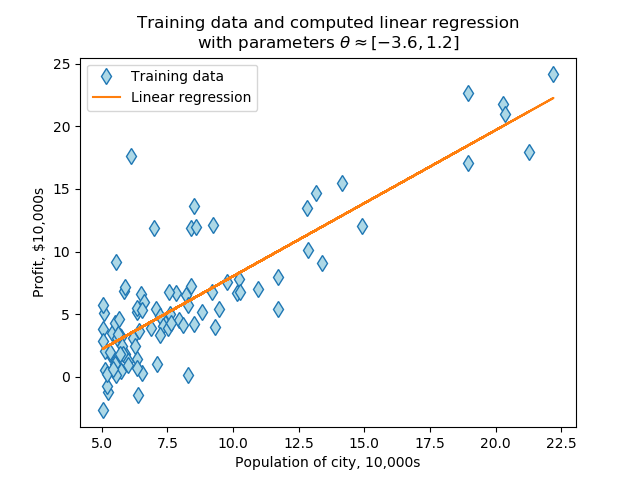 Training data and computed linear regression
with parameters θ ≈ [−3.6, 1.2]
Training data
Linear regression
Profit, $10,000s
25
20
15
10
5
0
5.0 7.5 10.0 12.5 15.0 17.5 20.0 22.5
Population of city, 10,000s